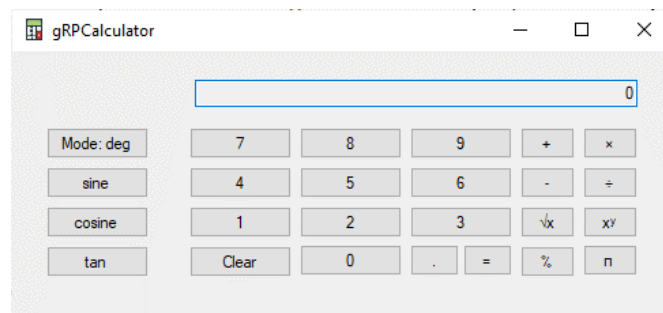 gRPCalculator
0
Mode: deg 7 8 9 + ×
sine 4 5 6 - ÷
cosine 1 2 3 √x xʸ
tan Clear 0 . = % п